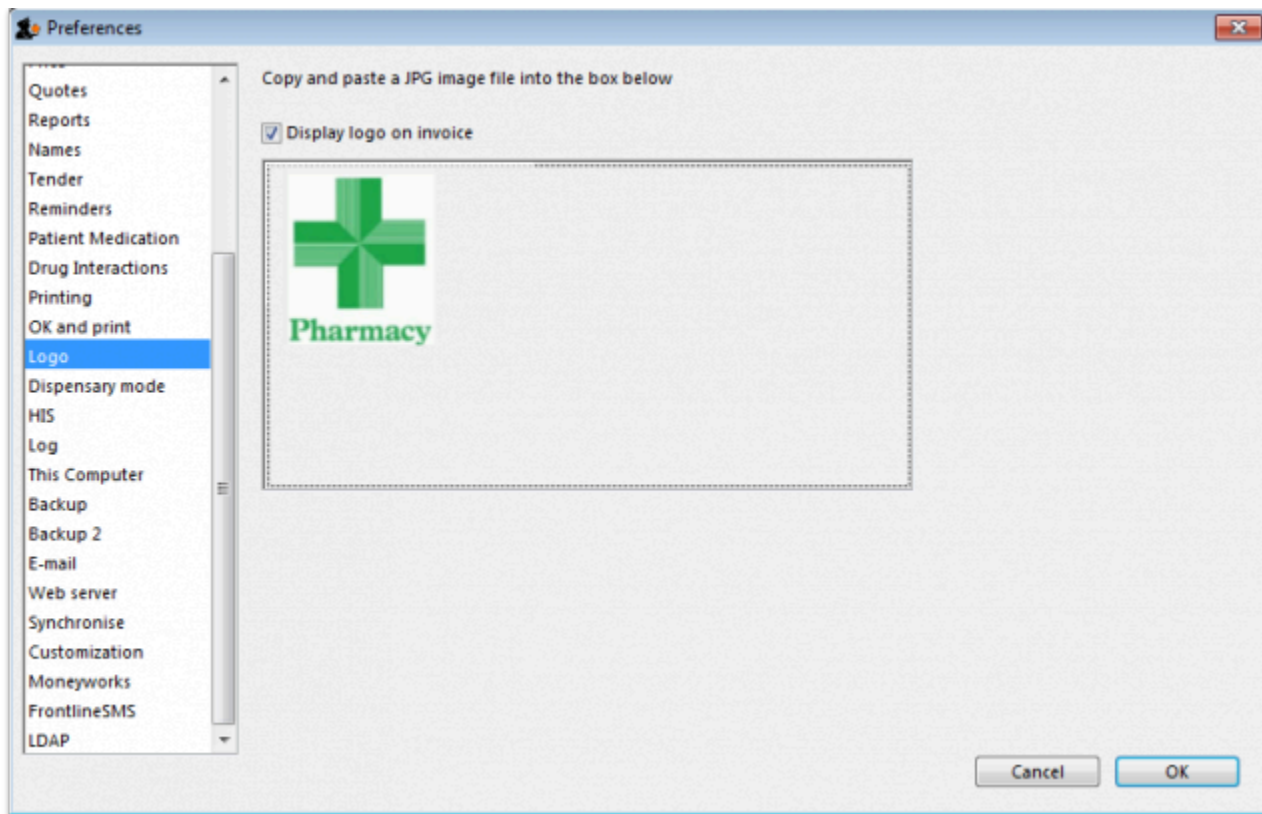 Preferences
Quotes
Reports
Names
Tender
Reminders
Patient Medication
Drug Interactions
Printing
OK and print
Logo
Dispensary mode
HIS
Log
This Computer
Backup
Backup 2
E-mail
Web server
Synchronise
Customization
Moneyworks
FrontlineSMS
LDAP
Copy and paste a JPG image file into the box below
Display logo on invoice
Pharmacy
Cancel
OK